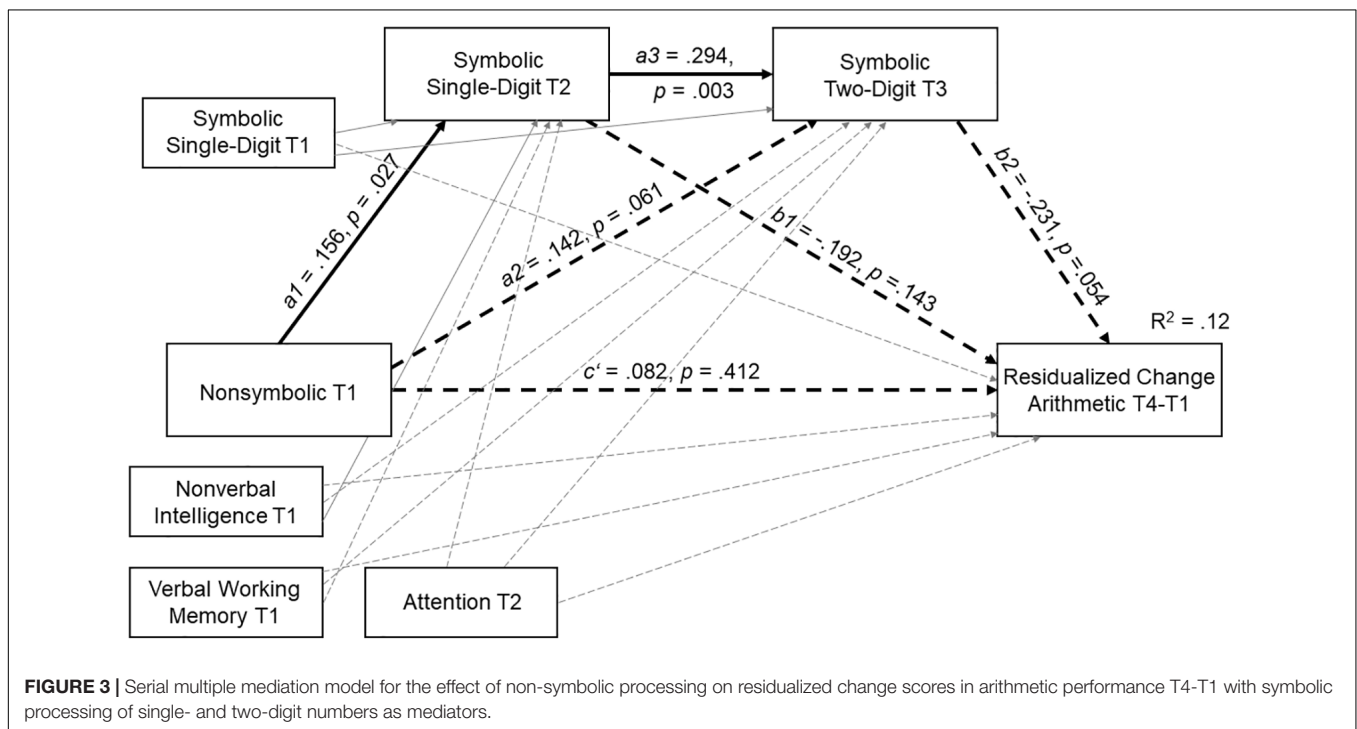 Symbolic
Single-Digit T2
a3 = .294,
p = .003
Symbolic
Two-Digit T3
Symbolic
Single-Digit T1
a1 = .156, p = .027
a2 = .142, p = .061
b1 = -.192, p = .143
b2 = -.231, p = .054
R² = .12
Nonsymbolic T1
c‘ = .082, p = .412
Residualized Change
Arithmetic T4-T1
Nonverbal
Intelligence T1
Verbal Working
Memory T1
Attention T2
FIGURE 3 | Serial multiple mediation model for the effect of non-symbolic processing on residualized change scores in arithmetic performance T4-T1 with symbolic
processing of single- and two-digit numbers as mediators.